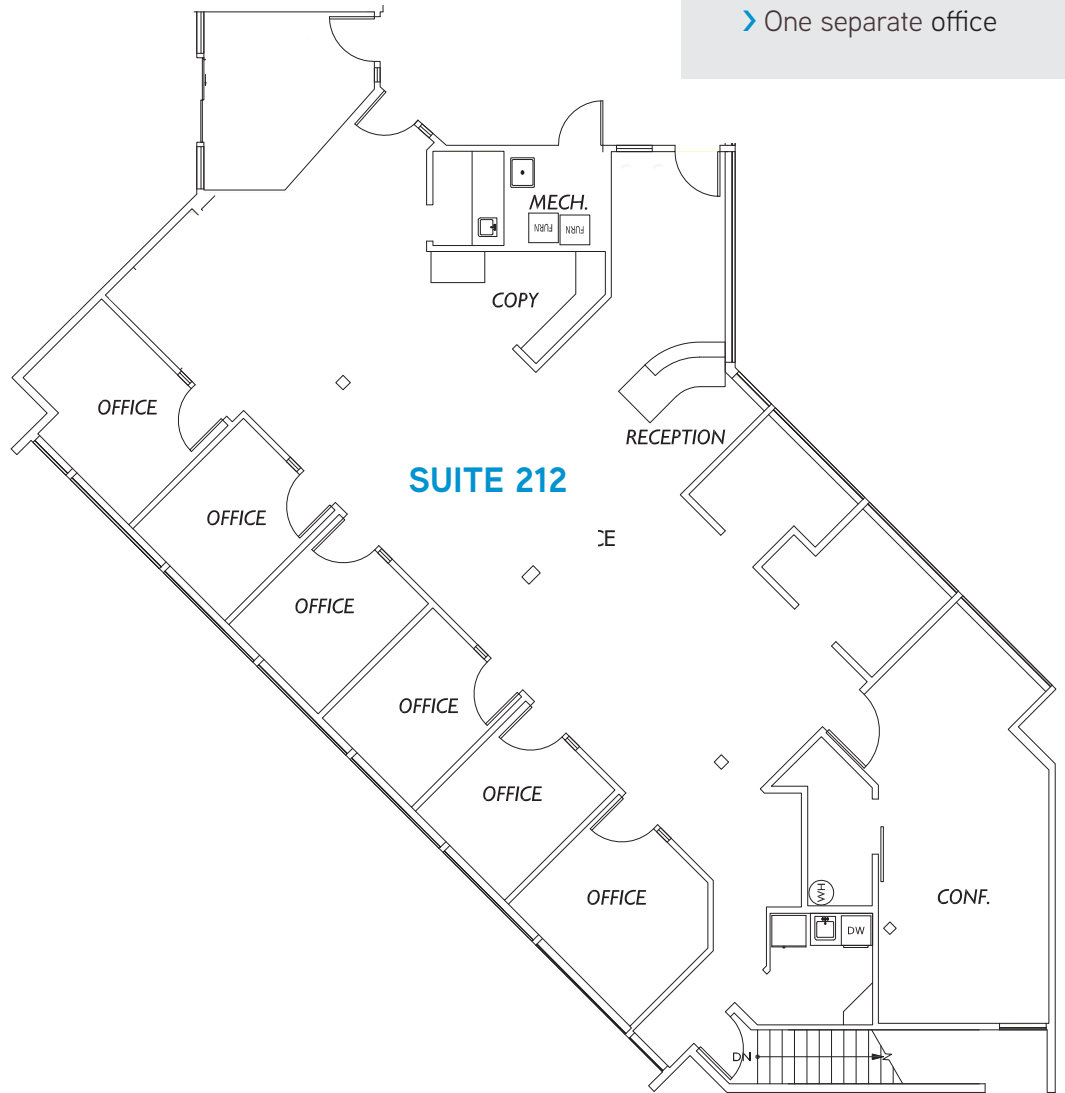 › One separate office
MECH.
FURN
FURN
COPY
OFFICE
RECEPTION
SUITE 212
OFFICE
CE
OFFICE
OFFICE
OFFICE
OFFICE
WH
CONF.
DW
DN